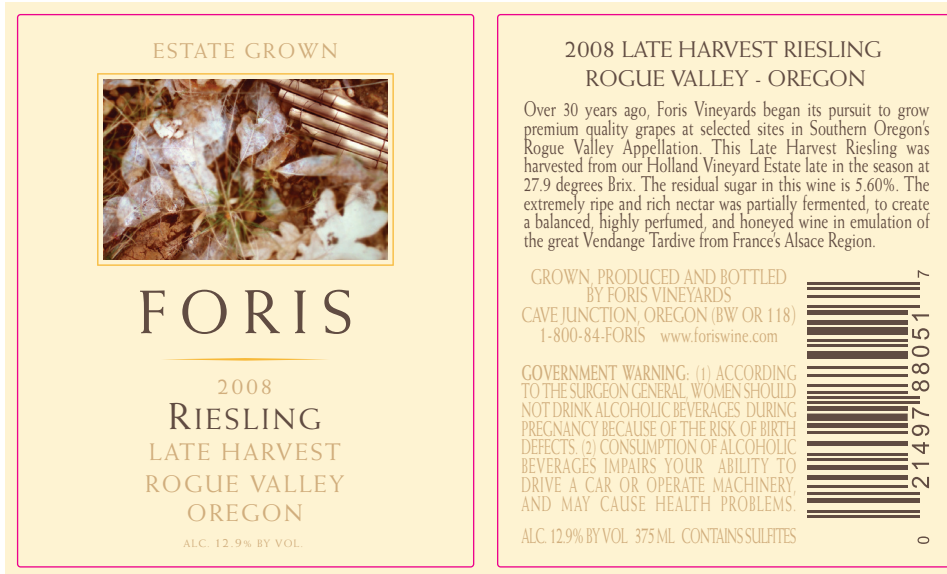 ESTATE GROWN
FORIS
2008
RIESLING
LATE HARVEST
ROGUE VALLEY
OREGON
ALC. 12.9% BY VOL.
2008 LATE HARVEST RIESLING
ROGUE VALLEY - OREGON
Over 30 years ago, Foris Vineyards began its pursuit to grow
premium quality grapes at selected sites in Southern Oregon's
Rogue Valley Appellation. This Late Harvest Riesling was
harvested from our Holland Vineyard Estate late in the season at
27.9 degrees Brix. The residual sugar in this wine is 5.60%. The
extremely ripe and rich nectar was partially fermented, to create
a balanced, highly perfumed, and honeyed wine in emulation of
the great Vendange Tardive from France's Alsace Region.
GROWN, PRODUCED AND BOTTLED
BY FORIS VINEYARDS
CAVE JUNCTION, OREGON (BW OR 118)
1-800-84-FORIS www.foriswine.com
GOVERNMENT WARNING: (1) ACCORDING
TO THE SURGEON GENERAL, WOMEN SHOULD
NOT DRINK ALCOHOLIC BEVERAGES DURING
PREGNANCY BECAUSE OF THE RISK OF BIRTH
DEFECTS. (2) CONSUMPTION OF ALCOHOLIC
BEVERAGES IMPAIRS YOUR ABILITY TO
DRIVE A CAR OR OPERATE MACHINERY,
AND MAY CAUSE HEALTH PROBLEMS.
ALC. 12.9% BY VOL 375 ML CONTAINS SULFITES
0 21497 88051 7